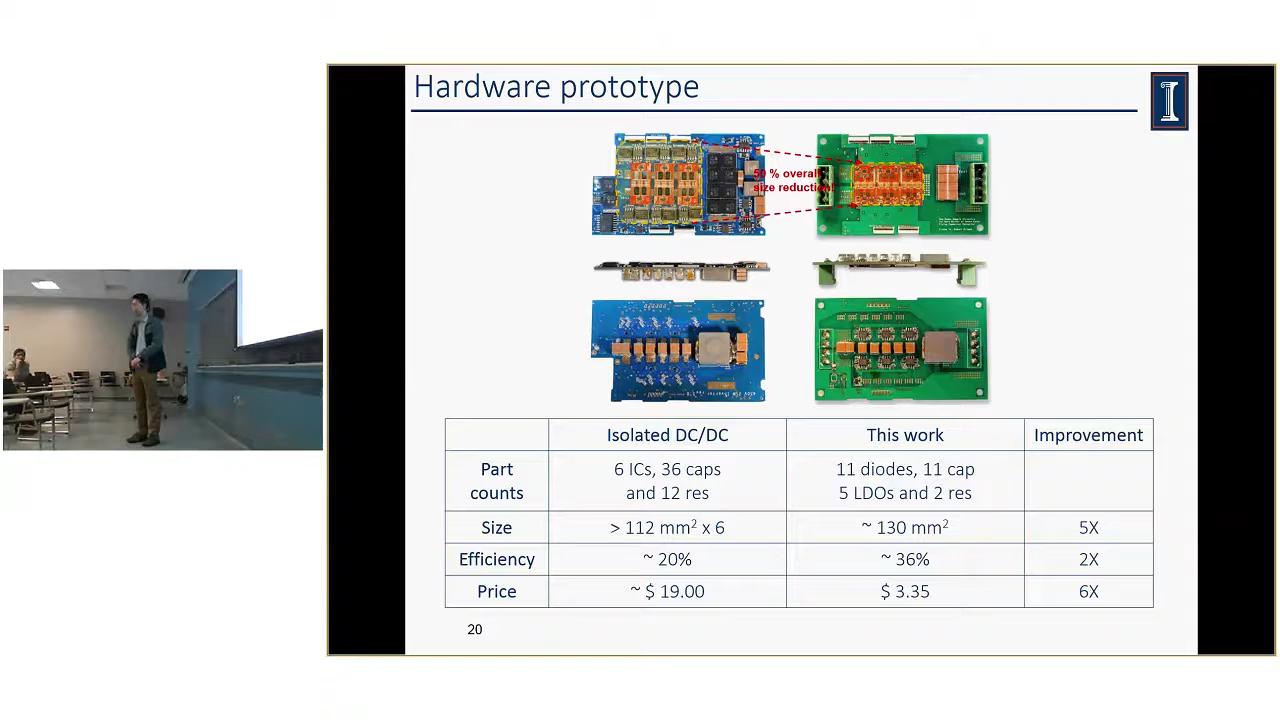 Hardware prototype
50 % overall
size reduction!
Isolated DC/DC
This work
Improvement
Part
counts
6 ICs, 36 caps
and 12 res
11 diodes, 11 cap
5 LDOs and 2 res
Size
> 112 mm² x 6
~ 130 mm²
5X
Efficiency
~ 20%
~ 36%
2X
Price
~ $ 19.00
$ 3.35
6X
20